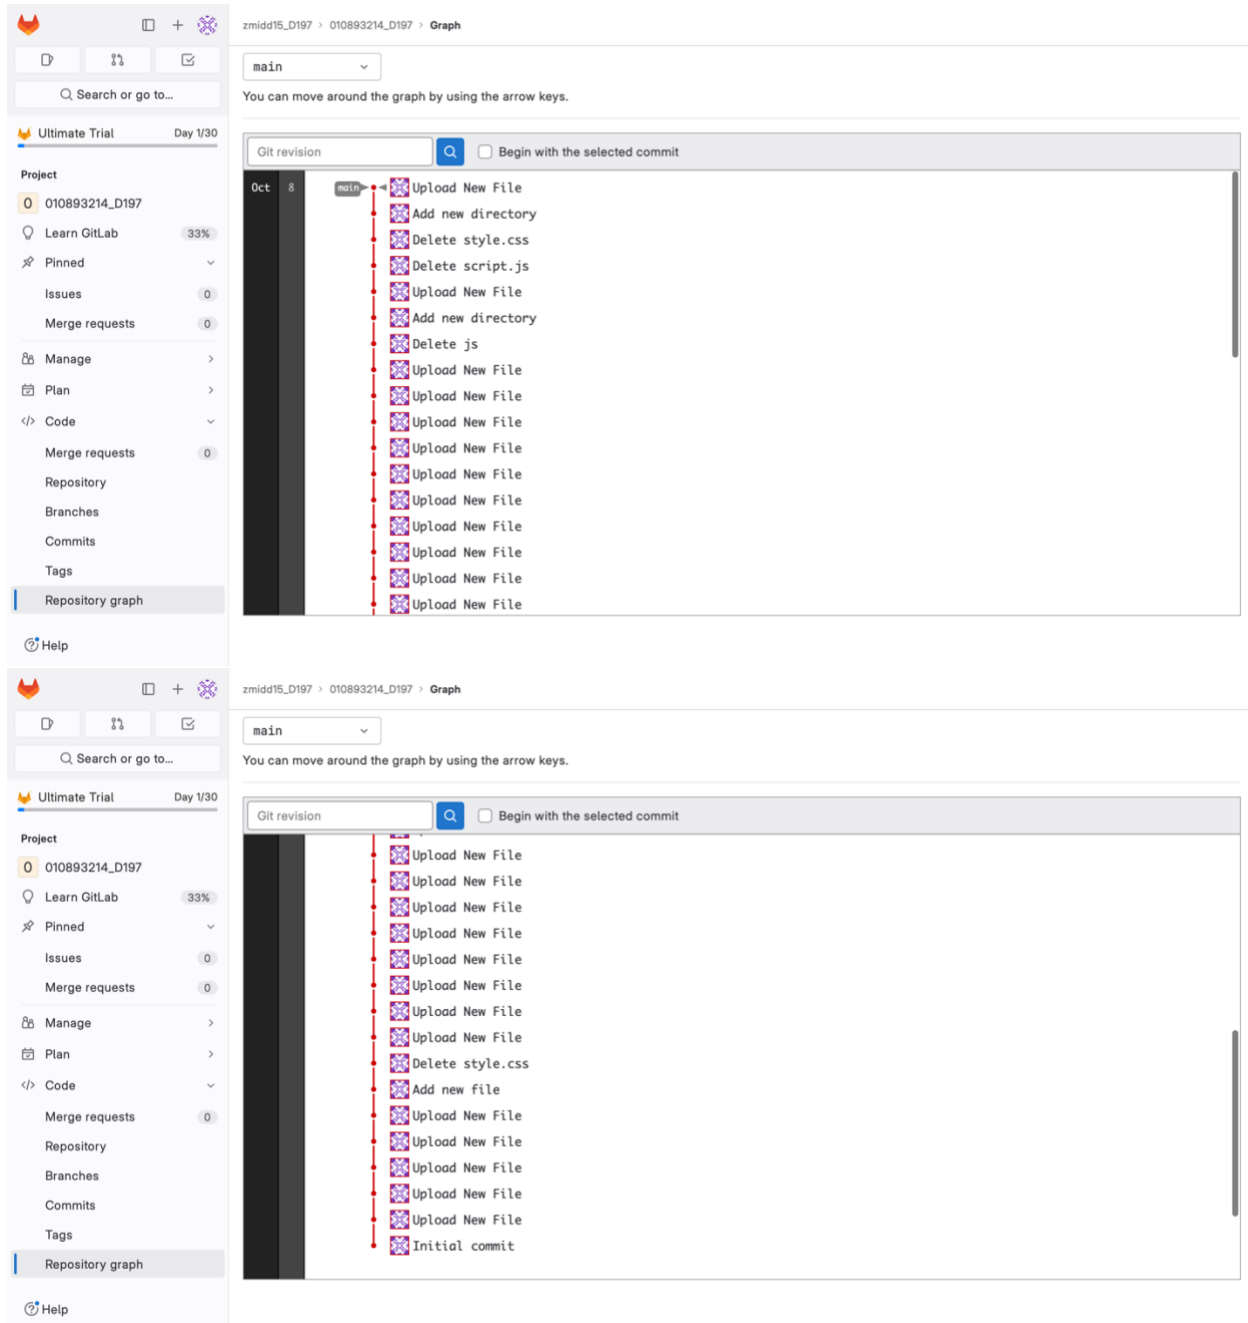 zmidd15_D197 > 010893214_D197 > Graph
main
Search or go to...
You can move around the graph by using the arrow keys.
Ultimate Trial Day 1/30
Git revision Begin with the selected commit
Project
O 010893214_D197
Learn GitLab 33%
Pinned
Issues 0
Merge requests 0
Manage
Plan
Code
Merge requests 0
Repository
Branches
Commits
Tags
Repository graph
Help
Oct 8 main Upload New File
Add new directory
Delete style.css
Delete script.js
Upload New File
Add new directory
Delete js
Upload New File
Upload New File
Upload New File
Upload New File
Upload New File
Upload New File
Upload New File
Upload New File
Upload New File
Upload New File
zmidd15_D197 > 010893214_D197 > Graph
main
Search or go to...
You can move around the graph by using the arrow keys.
Ultimate Trial Day 1/30
Git revision Begin with the selected commit
Project
O 010893214_D197
Learn GitLab 33%
Pinned
Issues 0
Merge requests 0
Manage
Plan
Code
Merge requests 0
Repository
Branches
Commits
Tags
Repository graph
Help
Upload New File
Upload New File
Upload New File
Upload New File
Upload New File
Upload New File
Upload New File
Upload New File
Delete style.css
Add new file
Upload New File
Upload New File
Upload New File
Upload New File
Upload New File
Initial commit